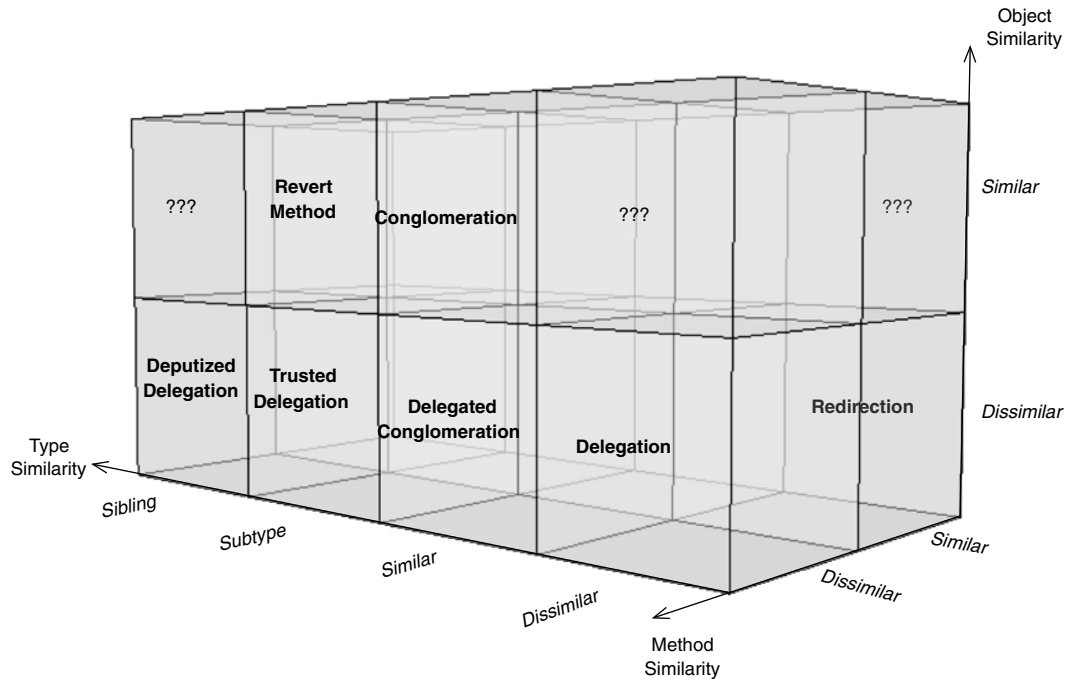 Object
Similarity
Similar
???
Revert
Method
Conglomeration
???
???
Deputized
Delegation
Trusted
Delegation
Delegated
Conglomeration
Delegation
Redirection
Dissimilar
Type
Similarity
Sibling
Subtype
Similar
Dissimilar
Similar
Dissimilar
Method
Similarity